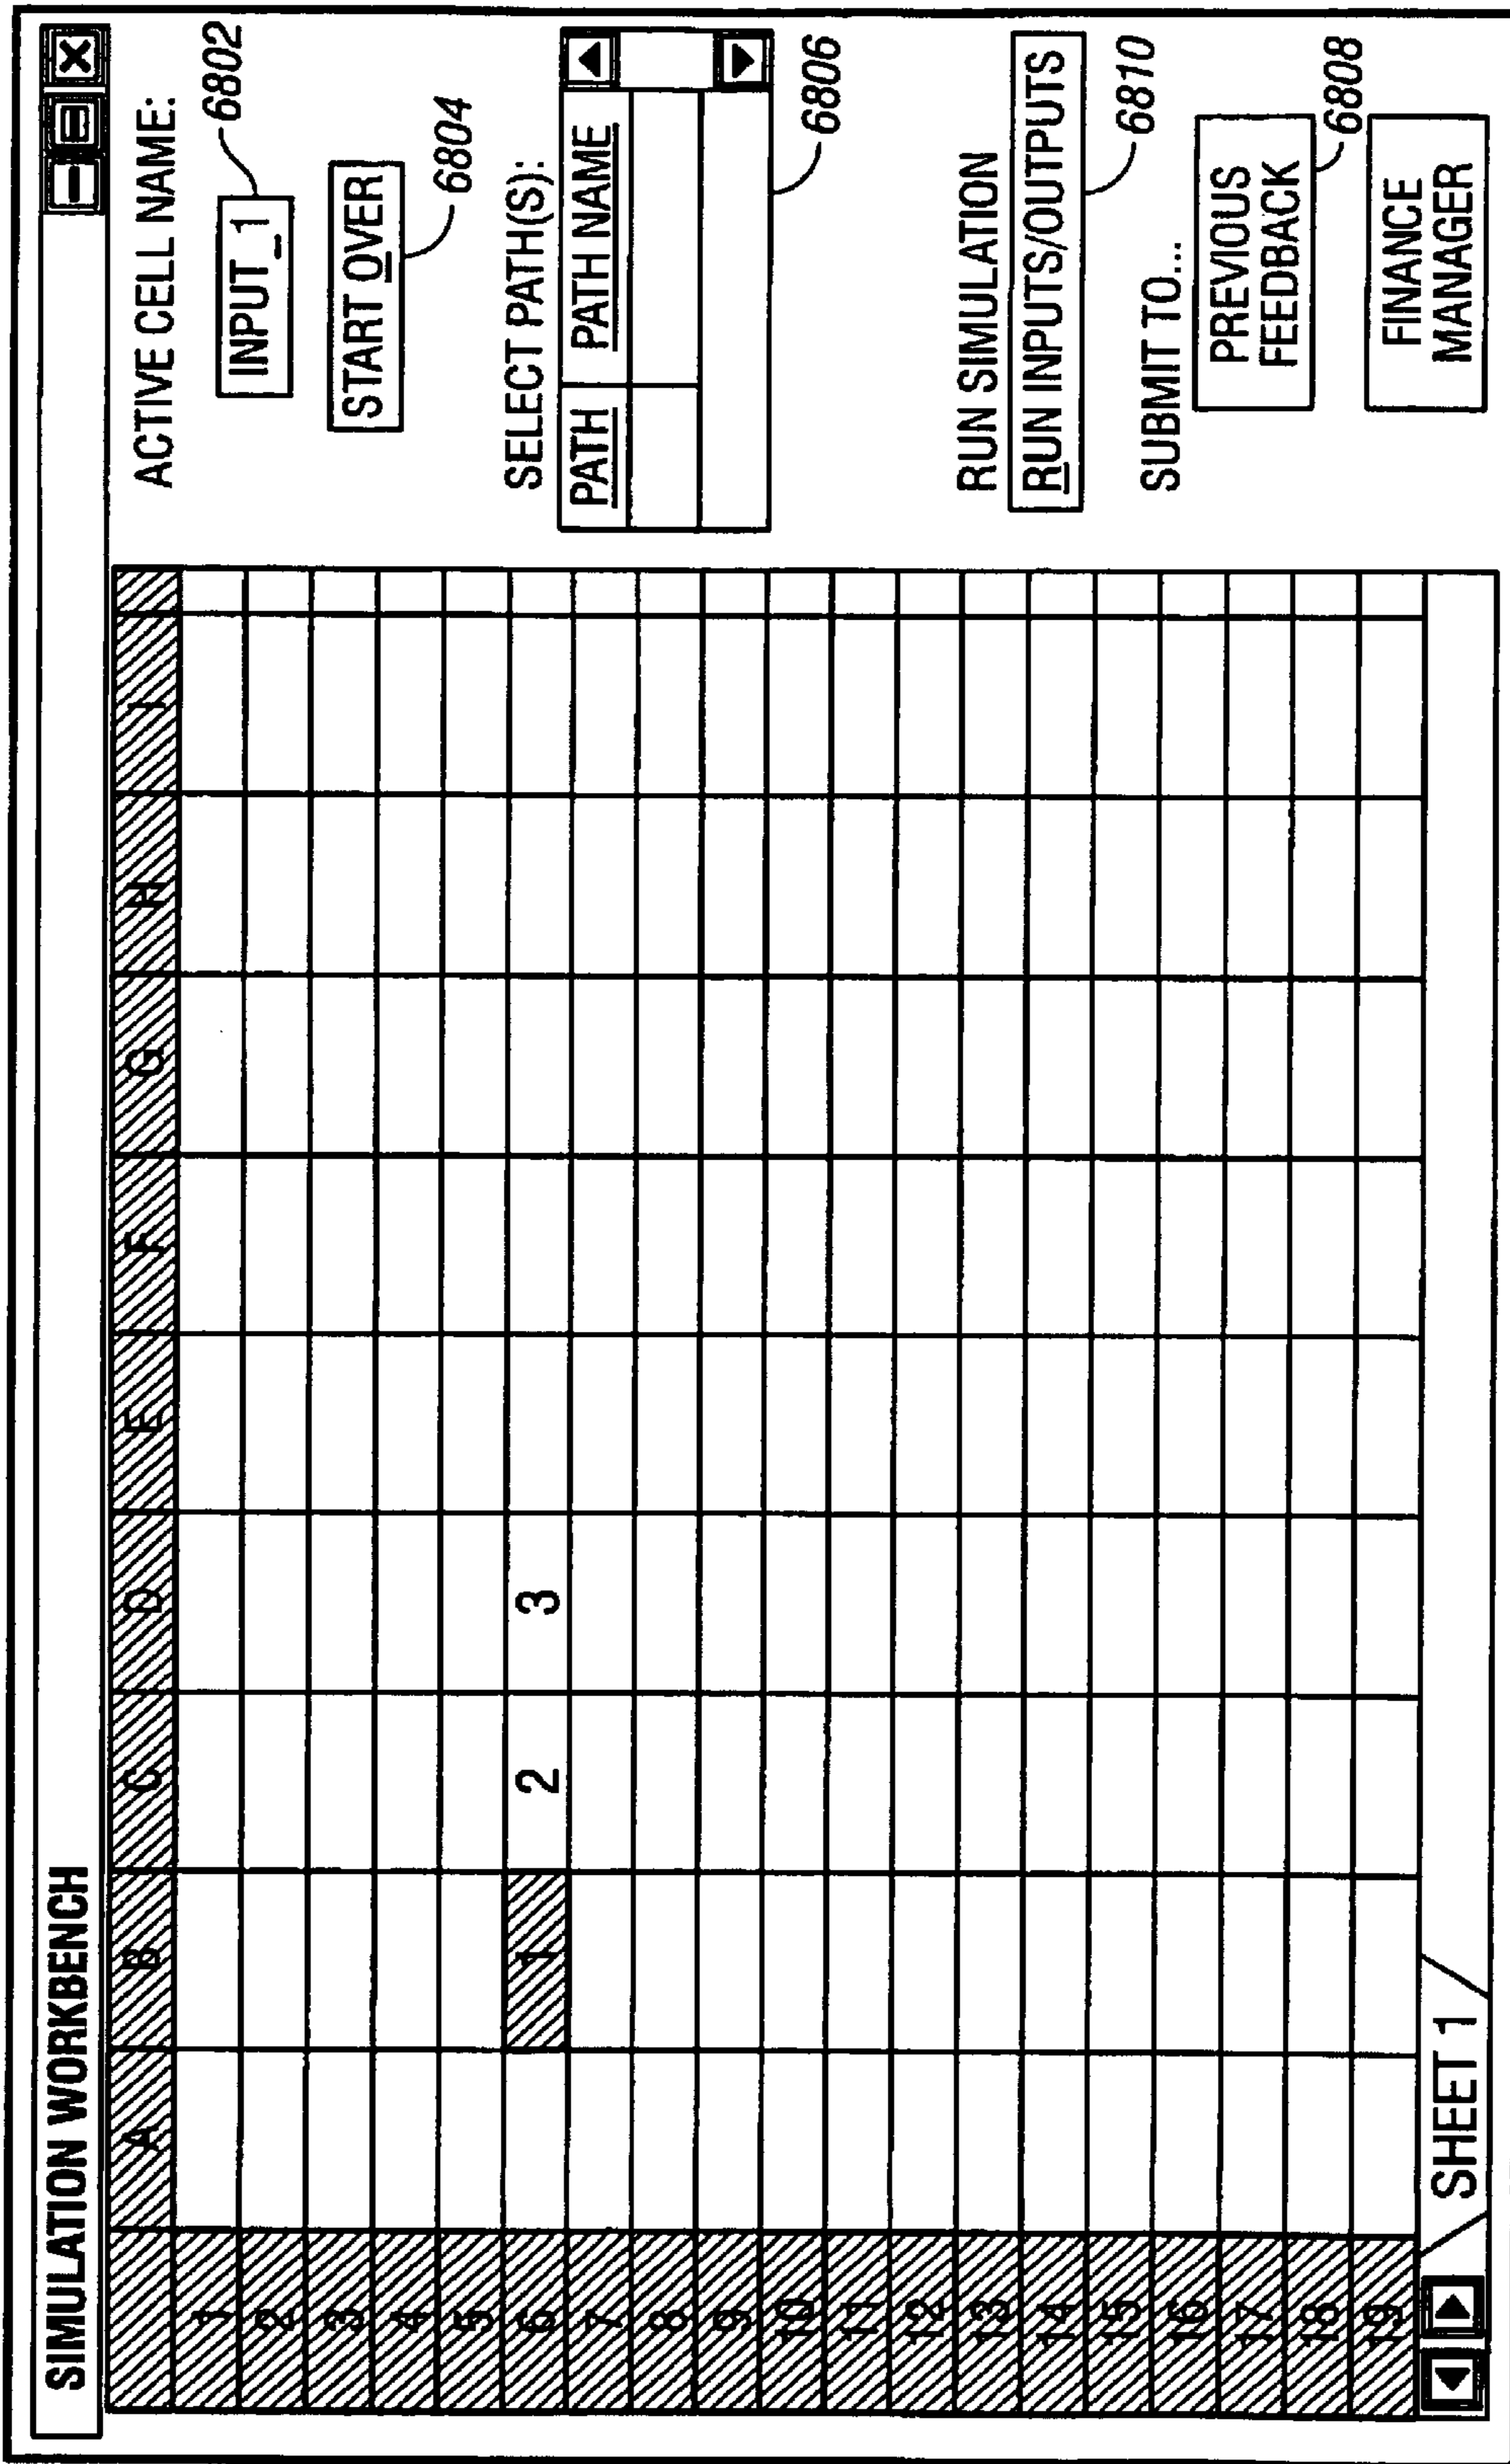 SIMULATION WORKBENCH
A B C D E F G H I
1
2
3
4
5
6 1 2 3
7
8
9
10
11
12
13
14
15
16
17
18
19
SHEET 1
ACTIVE CELL NAME:
INPUT_1
6802
START OVER
6804
SELECT PATH(S):
PATH PATH NAME
6806
RUN SIMULATION
RUN INPUTS/OUTPUTS
6810
SUBMIT TO...
PREVIOUS
FEEDBACK
6808
FINANCE
MANAGER